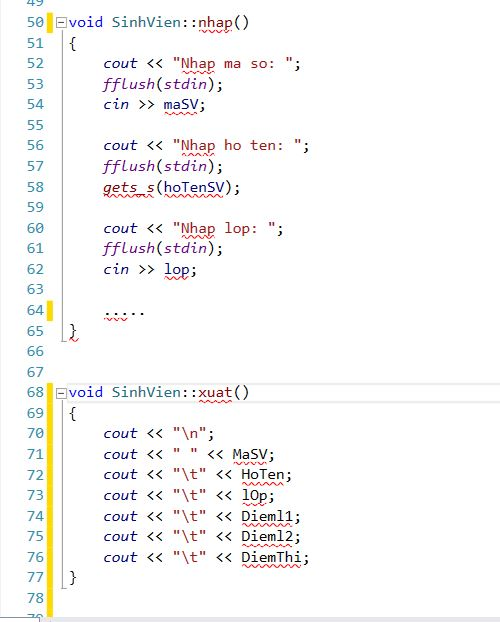 50 void SinhVien::nhap()
51 {
52 cout << "Nhap ma so: ";
53 fflush(stdin);
54 cin >> maSV;
55
56 cout << "Nhap ho ten: ";
57 fflush(stdin);
58 gets_s(hoTenSV);
59
60 cout << "Nhap lop: ";
61 fflush(stdin);
62 cin >> lop;
63
64 .....
65 }
66
67
68 void SinhVien::xuat()
69 {
70 cout << "\n";
71 cout << " " << MaSV;
72 cout << "\t" << HoTen;
73 cout << "\t" << lOp;
74 cout << "\t" << Dieml1;
75 cout << "\t" << Dieml2;
76 cout << "\t" << DiemThi;
77 }
78